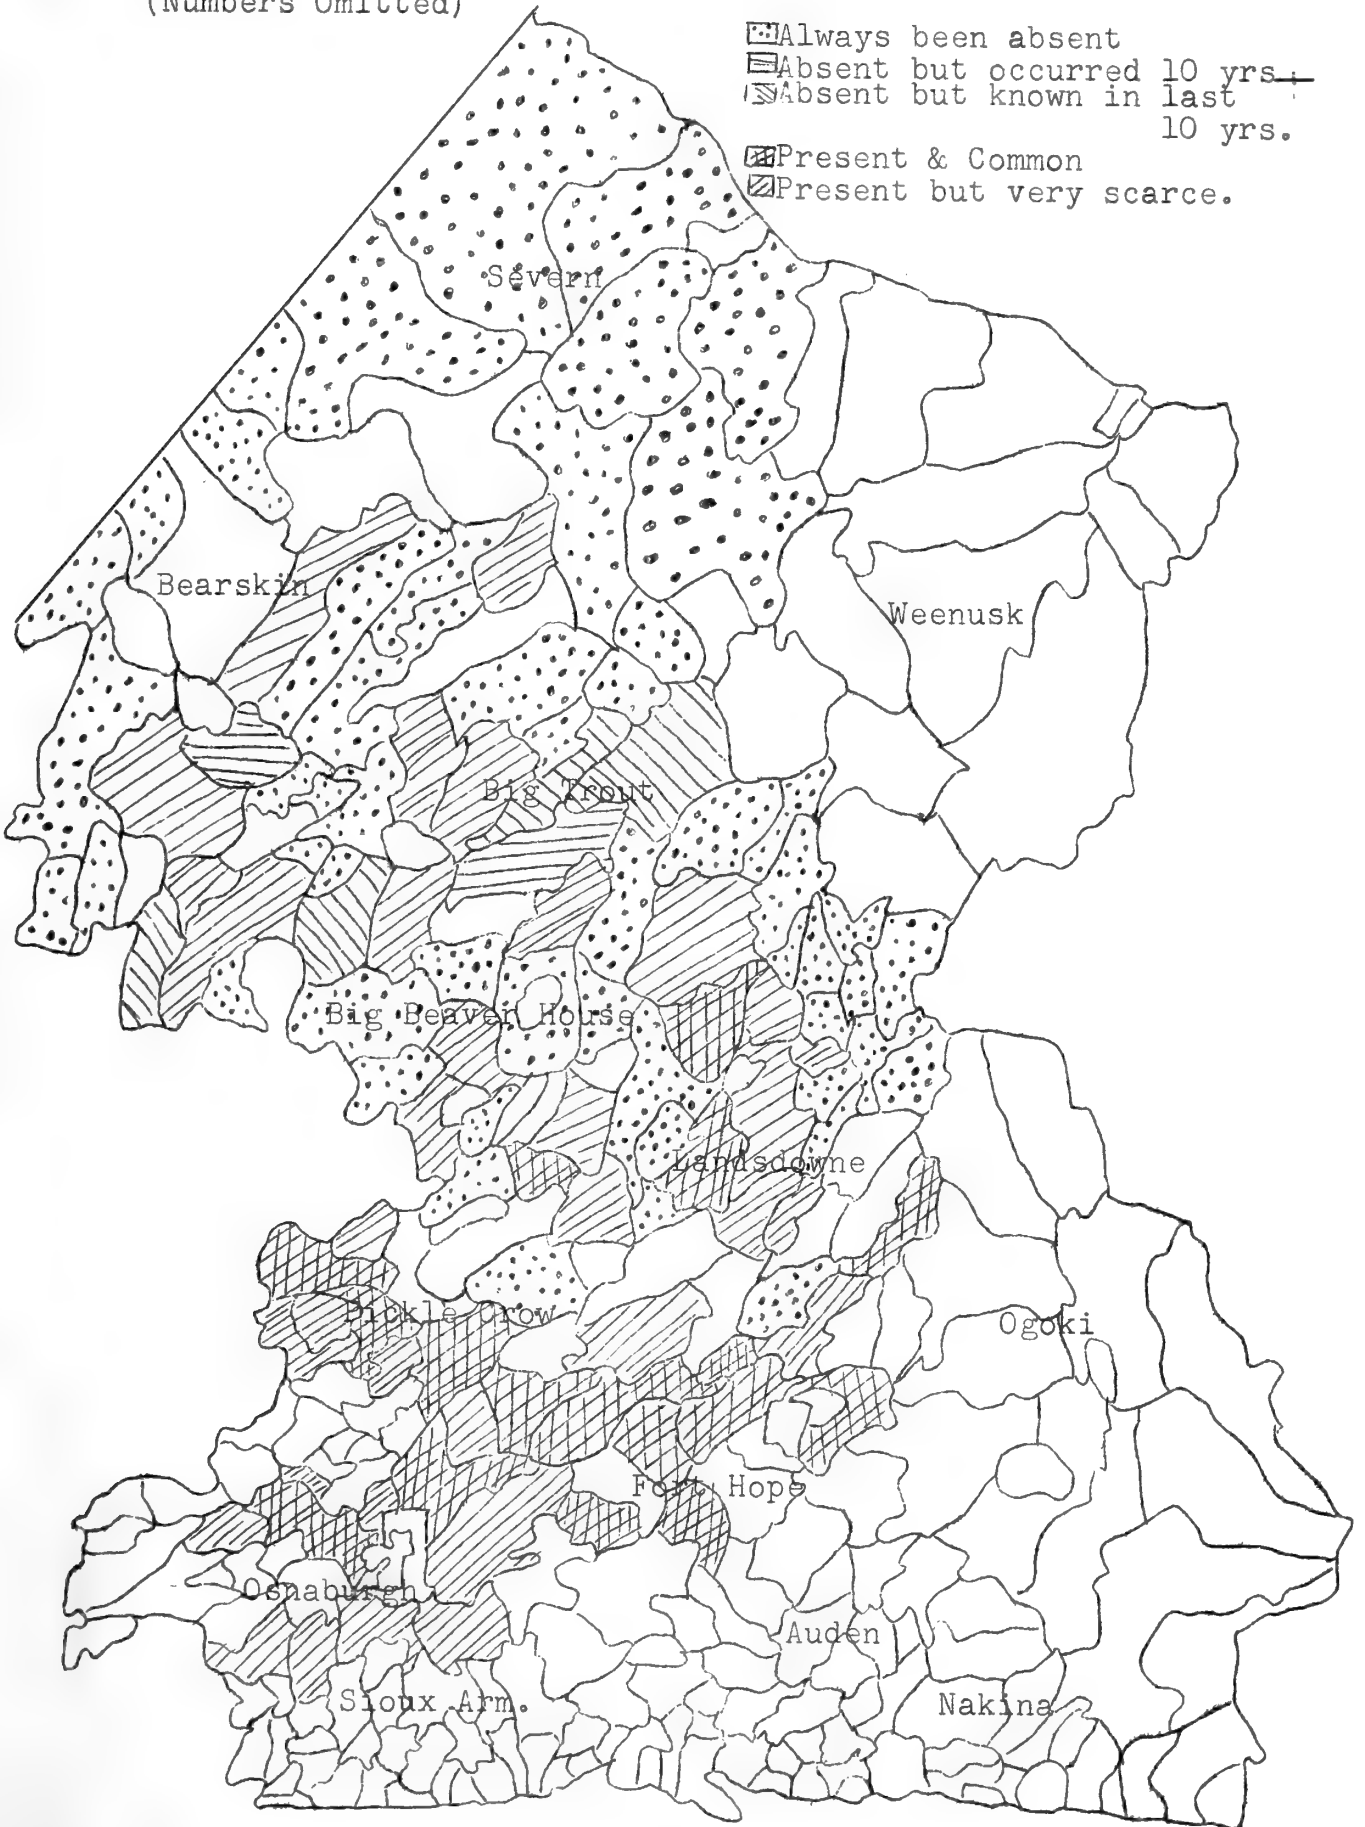 (Numbers Omitted)
Always been absent
Absent but occurred 10 yrs.
Absent but known in last
10 yrs.
Present & Common
Present but very scarce.
Severn
Bearskin
Weenusk
Big Trout
Big Beaver House
Landsdowne
Pickle Crow
Ogoki
Fort Hope
Osnaburgh
Auden
Sioux Arm.
Nakina